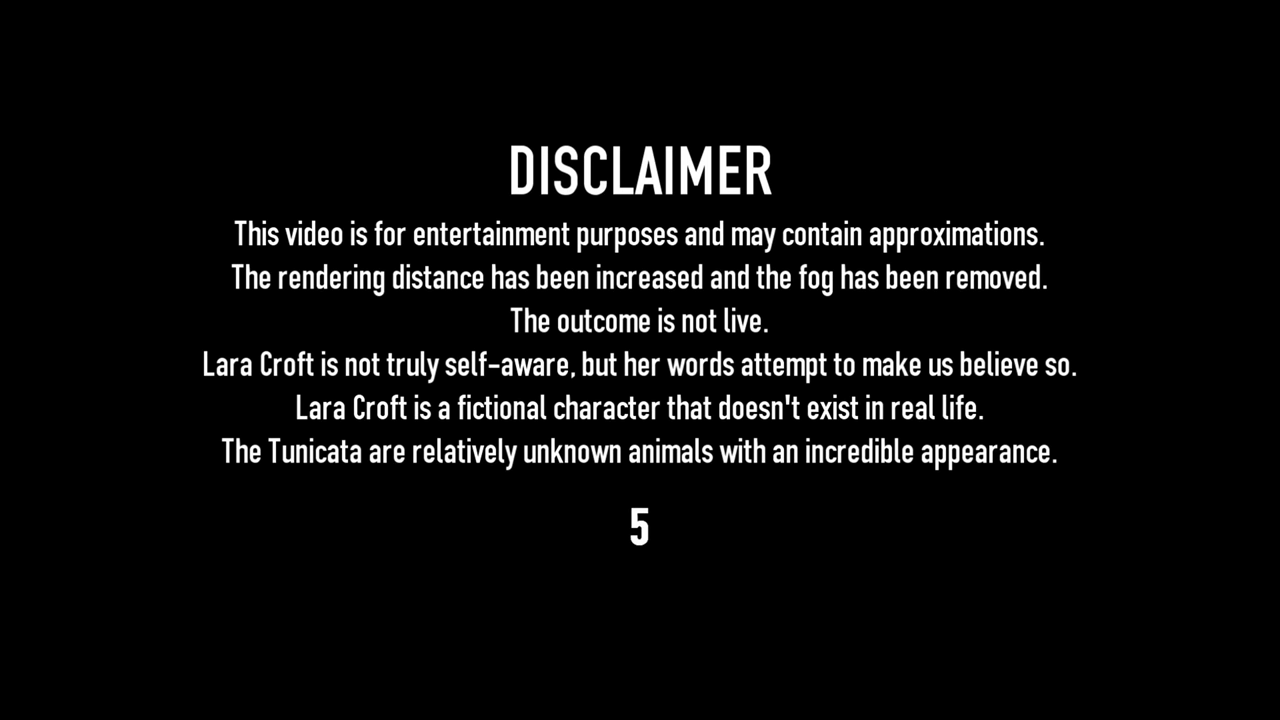 DISCLAIMER
This video is for entertainment purposes and may contain approximations.
The rendering distance has been increased and the fog has been removed.
The outcome is not live.
Lara Croft is not truly self-aware, but her words attempt to make us believe so.
Lara Croft is a fictional character that doesn't exist in real life.
The Tunicata are relatively unknown animals with an incredible appearance.
5